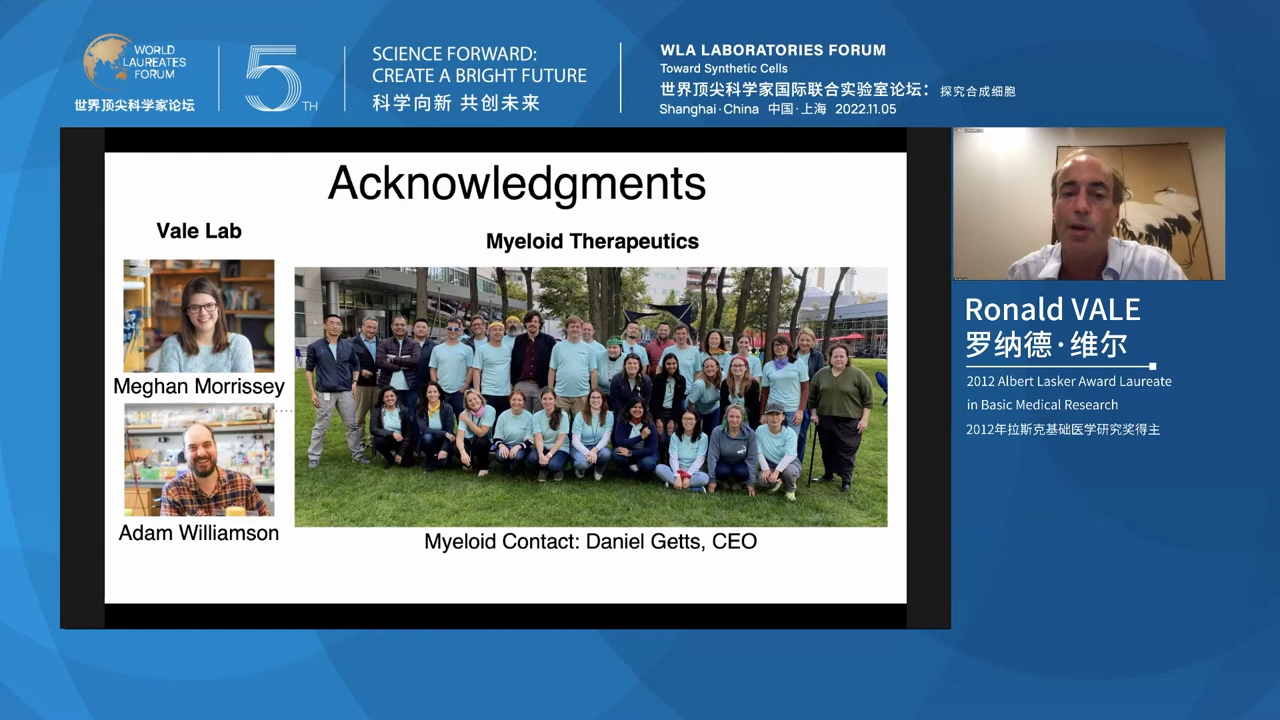 WORLD
LAUREATES
FORUM
世界顶尖科学家论坛
5TH
SCIENCE FORWARD:
CREATE A BRIGHT FUTURE
科学向新 共创未来
WLA LABORATORIES FORUM
Toward Synthetic Cells
世界顶尖科学家国际联合实验室论坛：探究合成细胞
Shanghai·China 中国·上海 2022.11.05
Acknowledgments
Vale Lab
Myeloid Therapeutics
Meghan Morrissey
Adam Williamson
Myeloid Contact: Daniel Getts, CEO
Ronald VALE
罗纳德·维尔
2012 Albert Lasker Award Laureate
in Basic Medical Research
2012年拉斯克基础医学研究奖得主